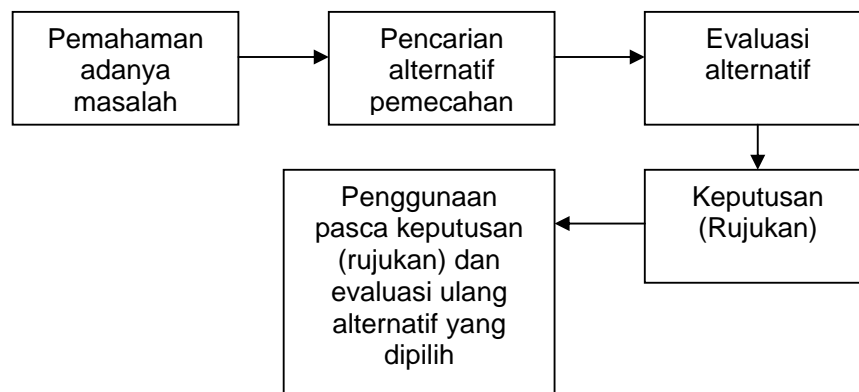 Pemahaman
adanya
masalah
Pencarian
alternatif
pemecahan
Evaluasi
alternatif
Keputusan
(Rujukan)
Penggunaan
pasca keputusan
(rujukan) dan
evaluasi ulang
alternatif yang
dipilih